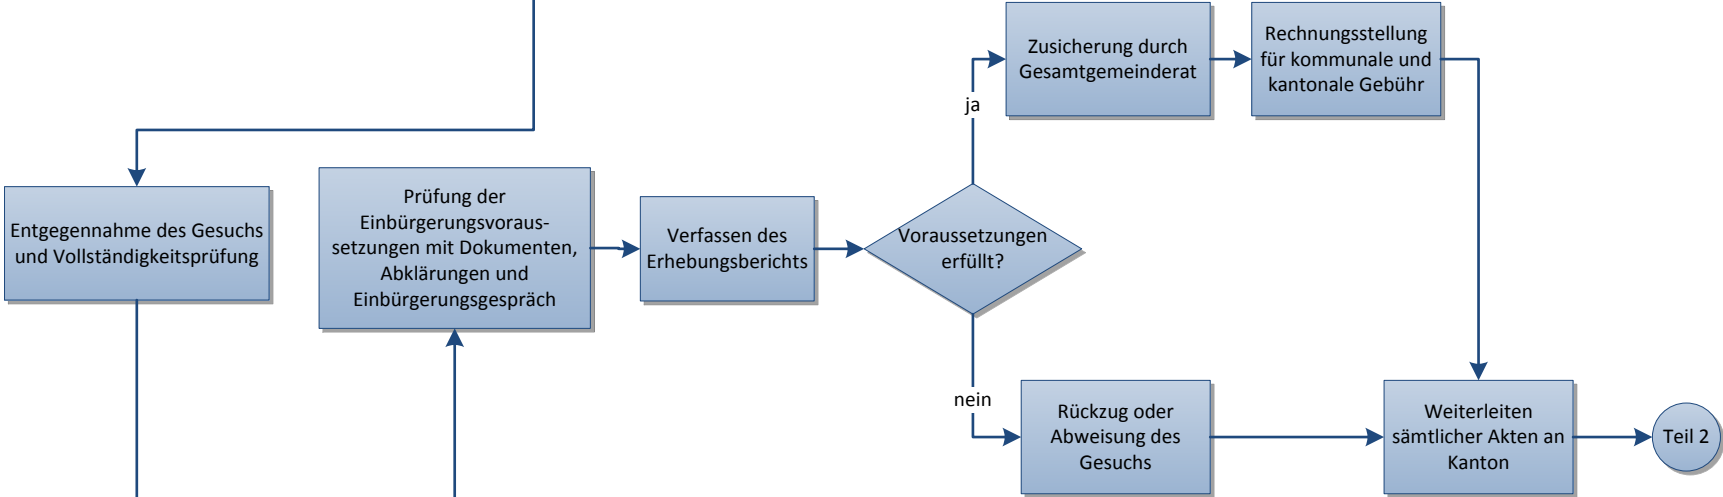 Entgegennahme des Gesuchs
und Vollständigkeitsprüfung
Prüfung der
Einbürgerungsvoraus-
setzungen mit Dokumenten,
Abklärungen und
Einbürgerungsgespräch
Verfassen des
Erhebungsberichts
Voraussetzungen
erfüllt?
ja
Zusicherung durch
Gesamtgemeinderat
Rechnungsstellung
für kommunale und
kantonale Gebühr
nein
Rückzug oder
Abweisung des
Gesuchs
Weiterleiten
sämtlicher Akten an
Kanton
Teil 2